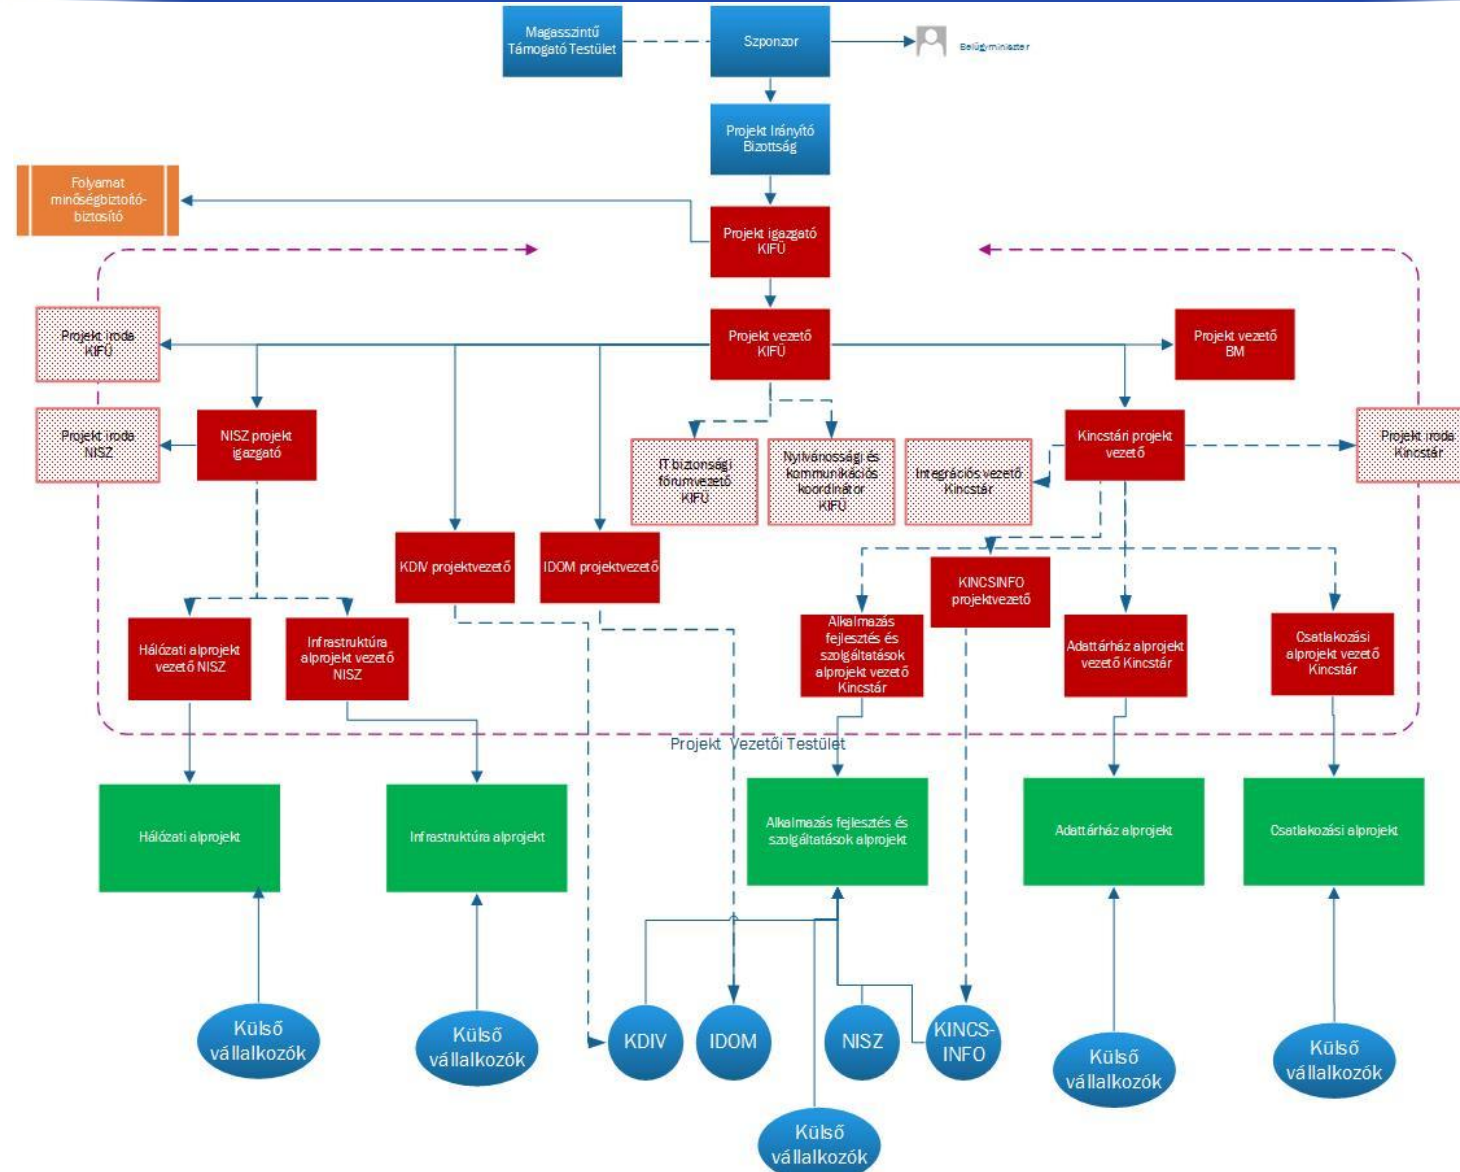 Magasszintű
Támogató Testület
Szponzor
Belügyminiszter
Projekt Irányító
Bizottság
Folyamat
minőségbiztoító-
biztosító
Projekt igazgató
KIFÜ
Projekt iroda
KIFÜ
Projekt vezető
KIFÜ
Projekt vezető
BM
Projekt iroda
NISZ
NISZ projekt
igazgató
IT biztonsági
fórumvezető
KIFÜ
Nyilvánossági és
kommunikációs
koordinátor
KIFÜ
Integrációs vezető
Kincstár
Kincstári projekt
vezető
Projekt iroda
Kincstár
KDIV projektvezető
IDOM projektvezető
KINCSINFO
projektvezető
Hálózati alprojekt
vezető NISZ
Infrastruktúra
alprojekt vezető
NISZ
Alkalmazás
fejlesztés és
szolgáltatások
alprojekt vezető
Kincstár
Adattárház alprojekt
vezető Kincstár
Csatlakozási
alprojekt vezető
Kincstár
Projekt Vezetői Testület
Hálózati alprojekt
Infrastruktúra alprojekt
Alkalmazás fejlesztés és
szolgáltatások alprojekt
Adattárház alprojekt
Csatlakozási alprojekt
Külső
vállalkozók
Külső
vállalkozók
KDIV
IDOM
NISZ
KINCS-
INFO
Külső
vállalkozók
Külső
vállalkozók
Külső
vállalkozók